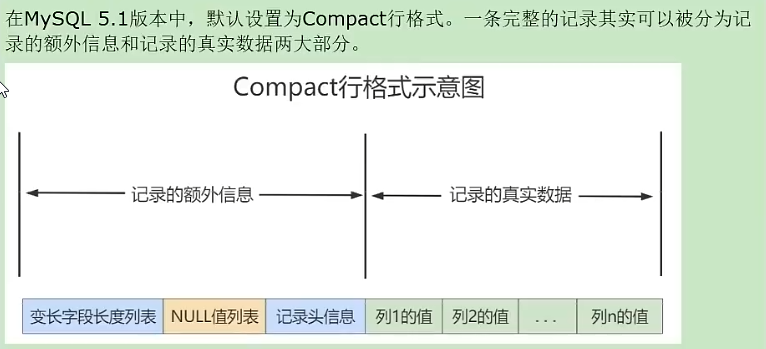 在MySQL 5.1版本中，默认设置为Compact行格式。一条完整的记录其实可以被分为记
录的额外信息和记录的真实数据两大部分。
Compact行格式示意图
记录的额外信息 记录的真实数据
变长字段长度列表 NULL值列表 记录头信息 列1的值 列2的值 ... 列n的值